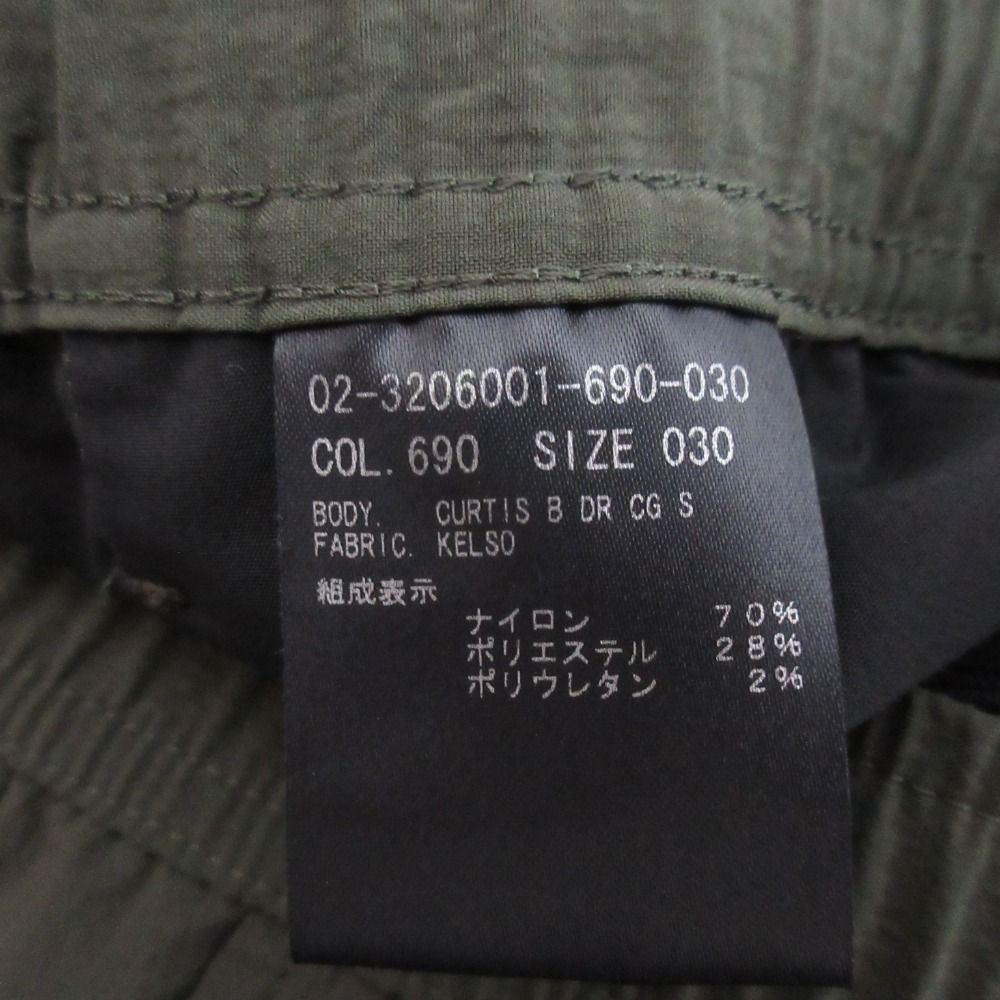 02-3206001-690-030
COL. 690 SIZE 030
BODY. CURTIS B DR CG S
FABRIC. KELSO
組成表示
ナイロン 70%
ポリエステル 28%
ポリウレタン 2%